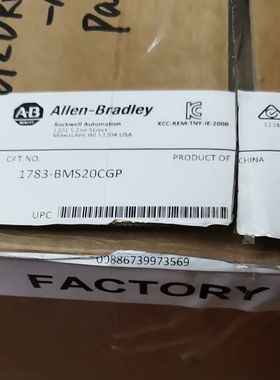 AB
Allen-Bradley
Rockwell Automation
1201 S 2nd Street
Milwaukee, WI 53204 USA
KCC-REM-TNY-IE-2000
CAT.NO.
PRODUCT OF
CHINA
1783-BMS20CGP
UPC
00886739973569
FACTORY